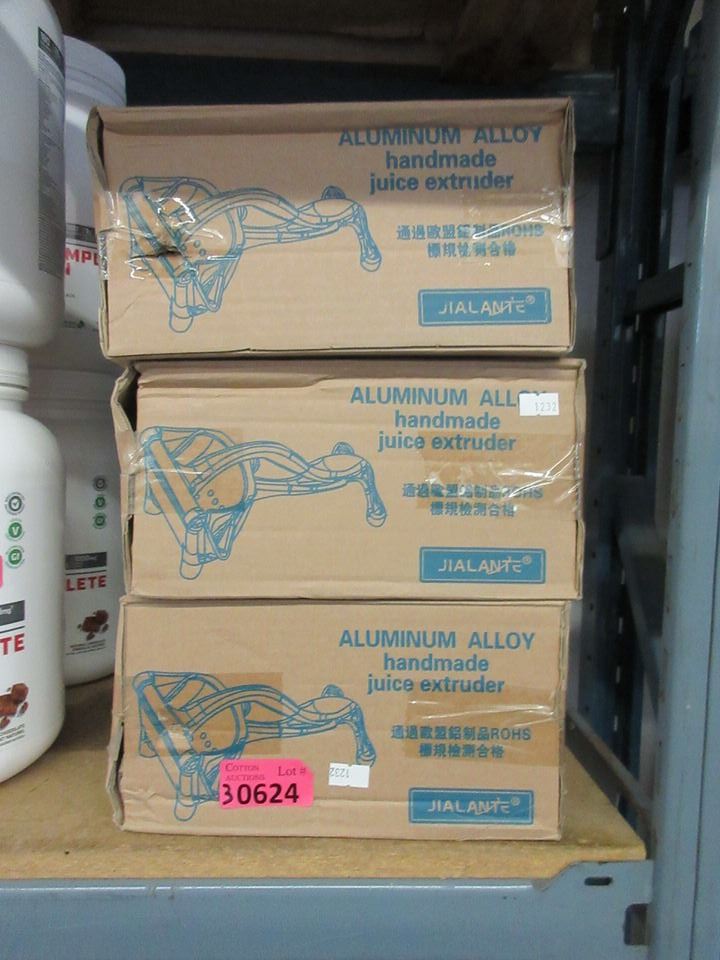 ALUMINUM ALLOY
handmade
juice extruder
通過歐盟鋁制品ROHS
標規檢測合格
JIALANTE®
ALUMINUM
1232
handmade
juice extruder
通過歐盟鋁制品ROHS
標規檢測合格
JIALANTE®
ALUMINUM ALLOY
handmade
juice extruder
通過歐盟鋁制品ROHS
標規檢測合格
1232
COTTON
AUCTIONS Lot #
30624
JIALANTE®
LETE
V
GI